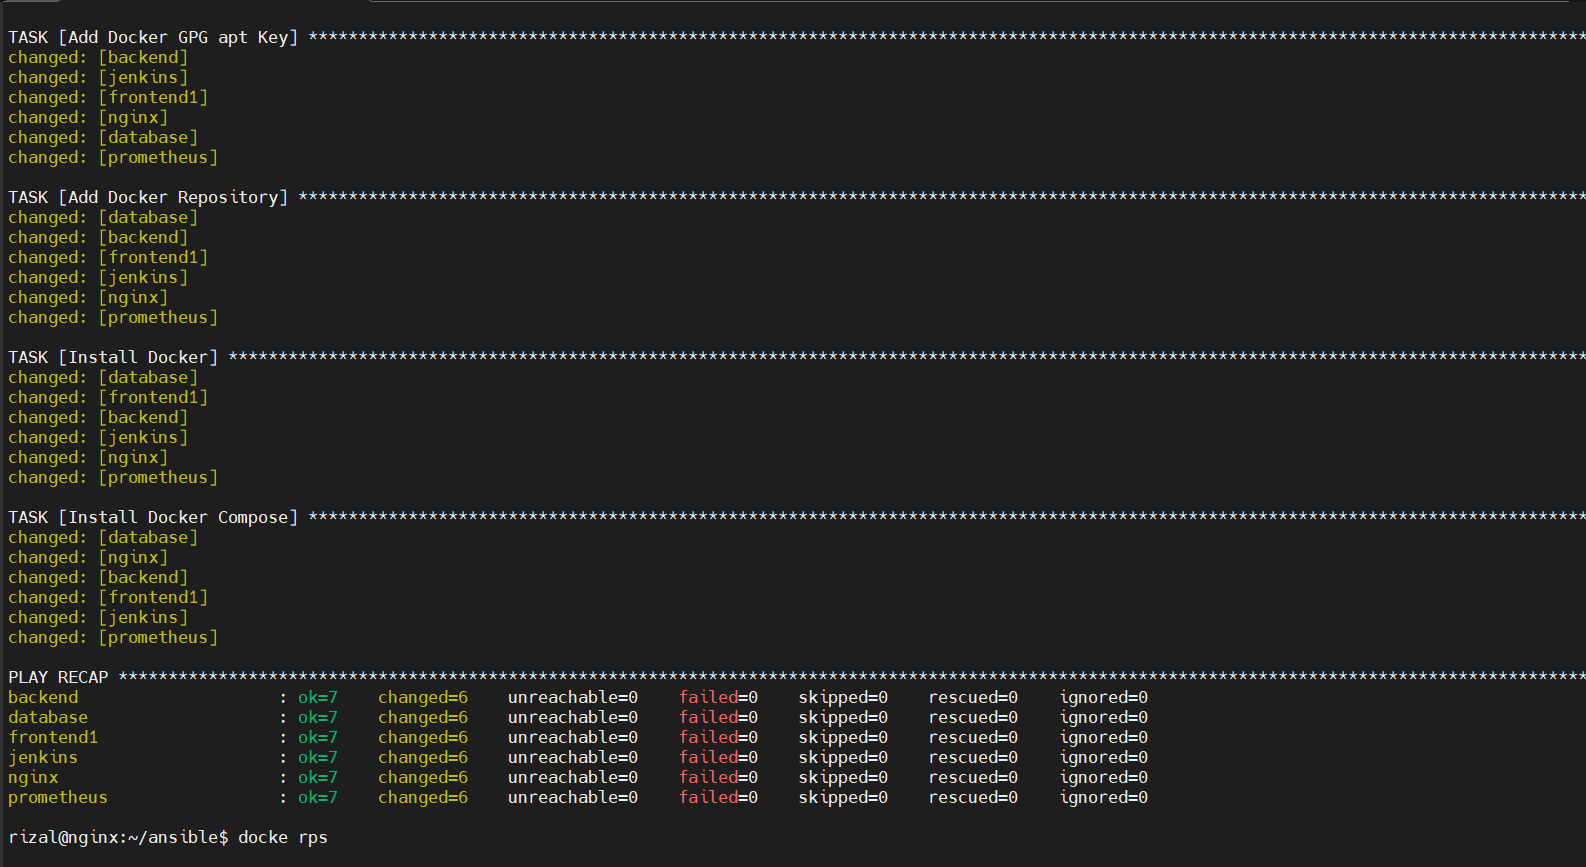 TASK [Add Docker GPG apt Key] ********************************************************************************************************************************
changed: [backend]
changed: [jenkins]
changed: [frontend1]
changed: [nginx]
changed: [database]
changed: [prometheus]
TASK [Add Docker Repository] *********************************************************************************************************************************
changed: [database]
changed: [backend]
changed: [frontend1]
changed: [jenkins]
changed: [nginx]
changed: [prometheus]
TASK [Install Docker] ****************************************************************************************************************************************
changed: [database]
changed: [frontend1]
changed: [backend]
changed: [jenkins]
changed: [nginx]
changed: [prometheus]
TASK [Install Docker Compose] ********************************************************************************************************************************
changed: [database]
changed: [nginx]
changed: [backend]
changed: [frontend1]
changed: [jenkins]
changed: [prometheus]
PLAY RECAP ***************************************************************************************************************************************************
backend                    : ok=7    changed=6    unreachable=0    failed=0    skipped=0    rescued=0    ignored=0
database                   : ok=7    changed=6    unreachable=0    failed=0    skipped=0    rescued=0    ignored=0
frontend1                  : ok=7    changed=6    unreachable=0    failed=0    skipped=0    rescued=0    ignored=0
jenkins                    : ok=7    changed=6    unreachable=0    failed=0    skipped=0    rescued=0    ignored=0
nginx                      : ok=7    changed=6    unreachable=0    failed=0    skipped=0    rescued=0    ignored=0
prometheus                 : ok=7    changed=6    unreachable=0    failed=0    skipped=0    rescued=0    ignored=0
rizal@nginx:~/ansible$ docke rps